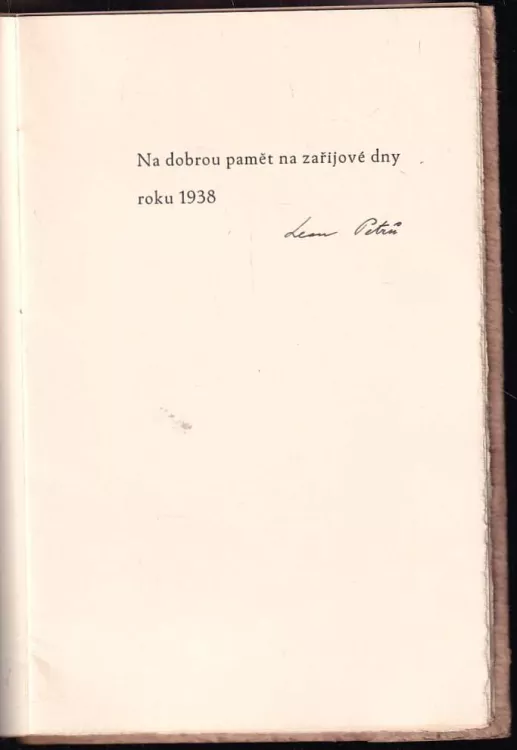 Na dobrou pamět na zařijové dny
roku 1938
Leon Petrů